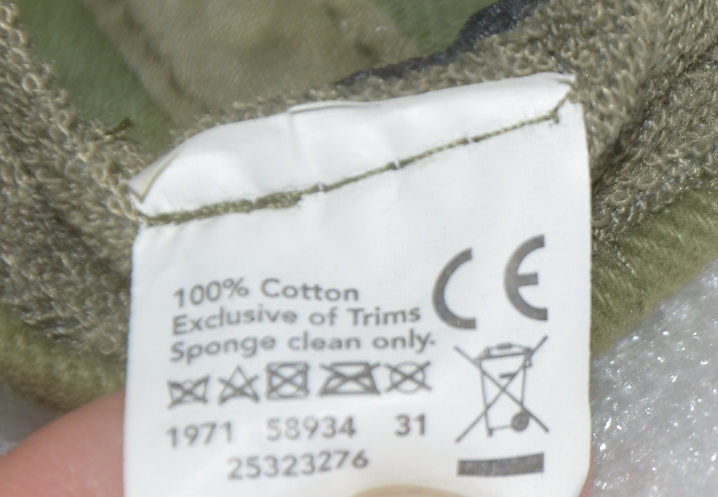 100% Cotton
Exclusive of Trims
Sponge clean only.
CE
1971 58934 31
25323276